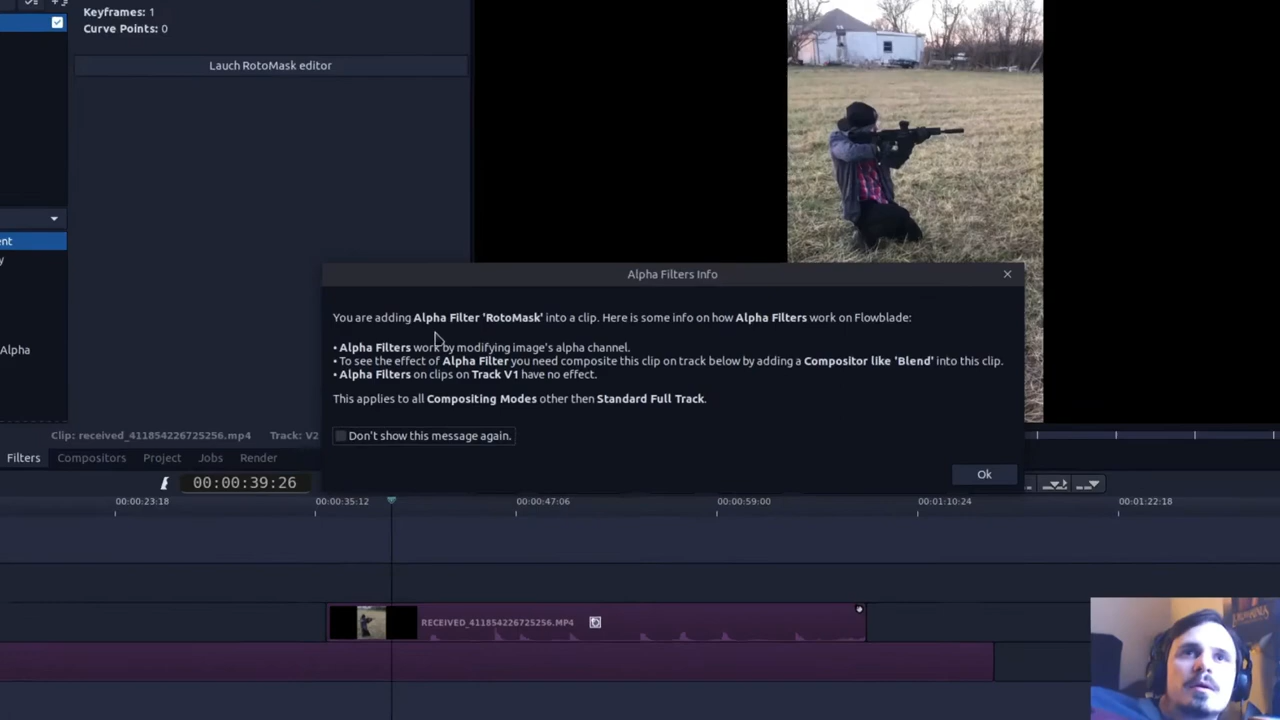 Keyframes: 1
Curve Points: 0
Lauch RotoMask editor
Alpha Filters Info
You are adding Alpha Filter 'RotoMask' into a clip. Here is some info on how Alpha Filters work on Flowblade:
• Alpha Filters work by modifying image's alpha channel.
• To see the effect of Alpha Filter you need composite this clip on track below by adding a Compositor like 'Blend' into this clip.
• Alpha Filters on clips on Track V1 have no effect.
This applies to all Compositing Modes other then Standard Full Track.
Don't show this message again.
Ok
Alpha
Clip: received_411854226725256.mp4 Track: V2
Filters Compositors Project Jobs Render
00:00:39:26
00:00:23:18 00:00:35:12 00:00:47:06 00:00:59:00 00:01:10:24 00:01:22:18
RECEIVED_411854226725256.MP4